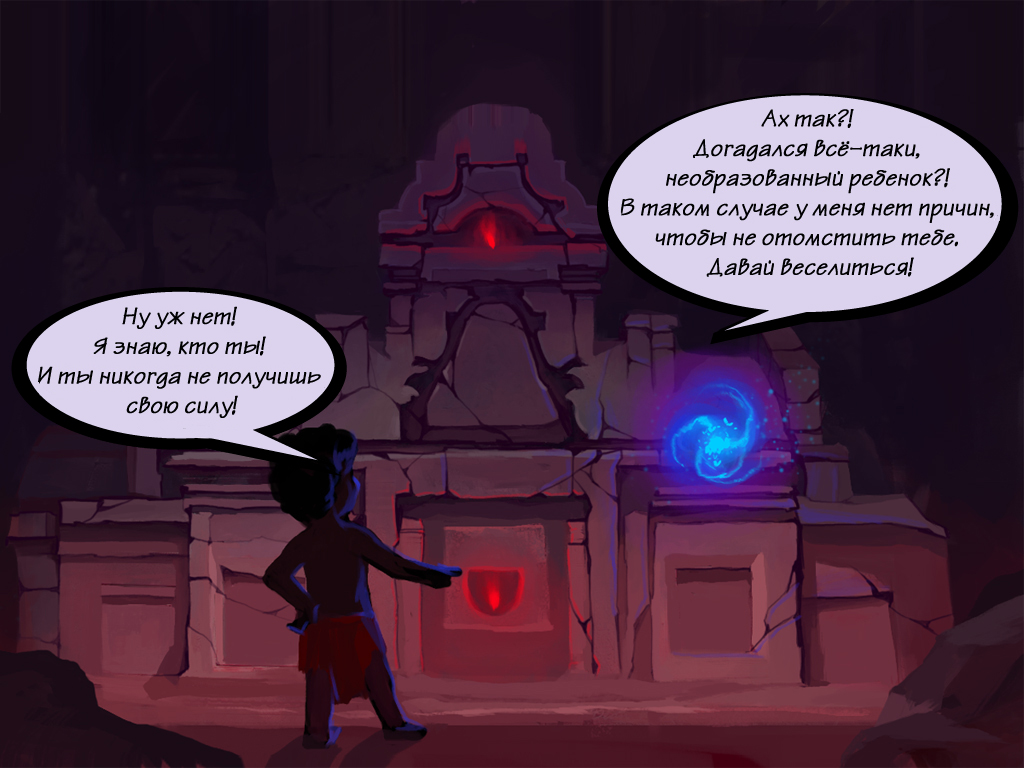 Ну уж нет!
Я знаю, кто ты!
И ты никогда не получишь
свою силу!
Ах так?!
Догадался всё-таки,
необразованный ребенок?!
В таком случае у меня нет причин,
чтобы не отомстить тебе.
Давай веселиться!